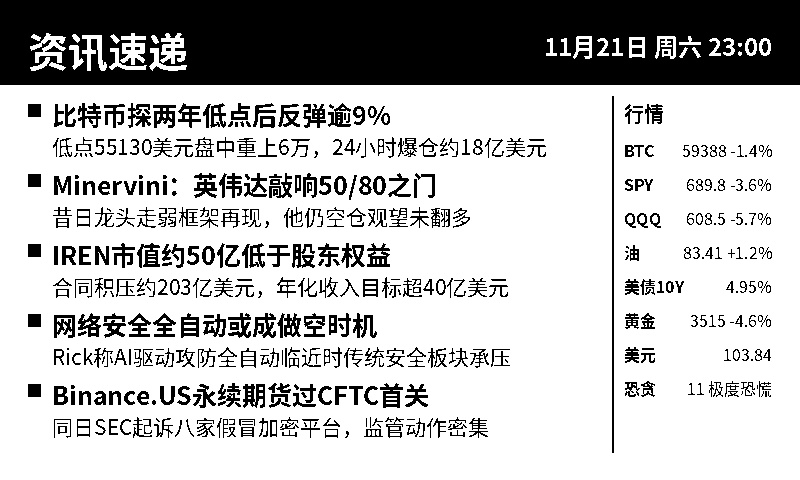 资讯速递
11月21日 周六 23:00
比特币探两年低点后反弹逾9%
低点55130美元盘中重上6万，24小时爆仓约18亿美元
Minervini：英伟达敲响50/80之门
昔日龙头走弱框架再现，他仍空仓观望未翻多
IREN市值约50亿低于股东权益
合同积压约203亿美元，年化收入目标超40亿美元
网络安全全自动或成做空时机
Rick称AI驱动攻防全自动临近时传统安全板块承压
Binance.US永续期货过CFTC首关
同日SEC起诉八家假冒加密平台，监管动作密集
行情
BTC 59388 -1.4%
SPY 689.8 -3.6%
QQQ 608.5 -5.7%
油 83.41 +1.2%
美债10Y 4.95%
黄金 3515 -4.6%
美元 103.84
恐贪 11 极度恐慌